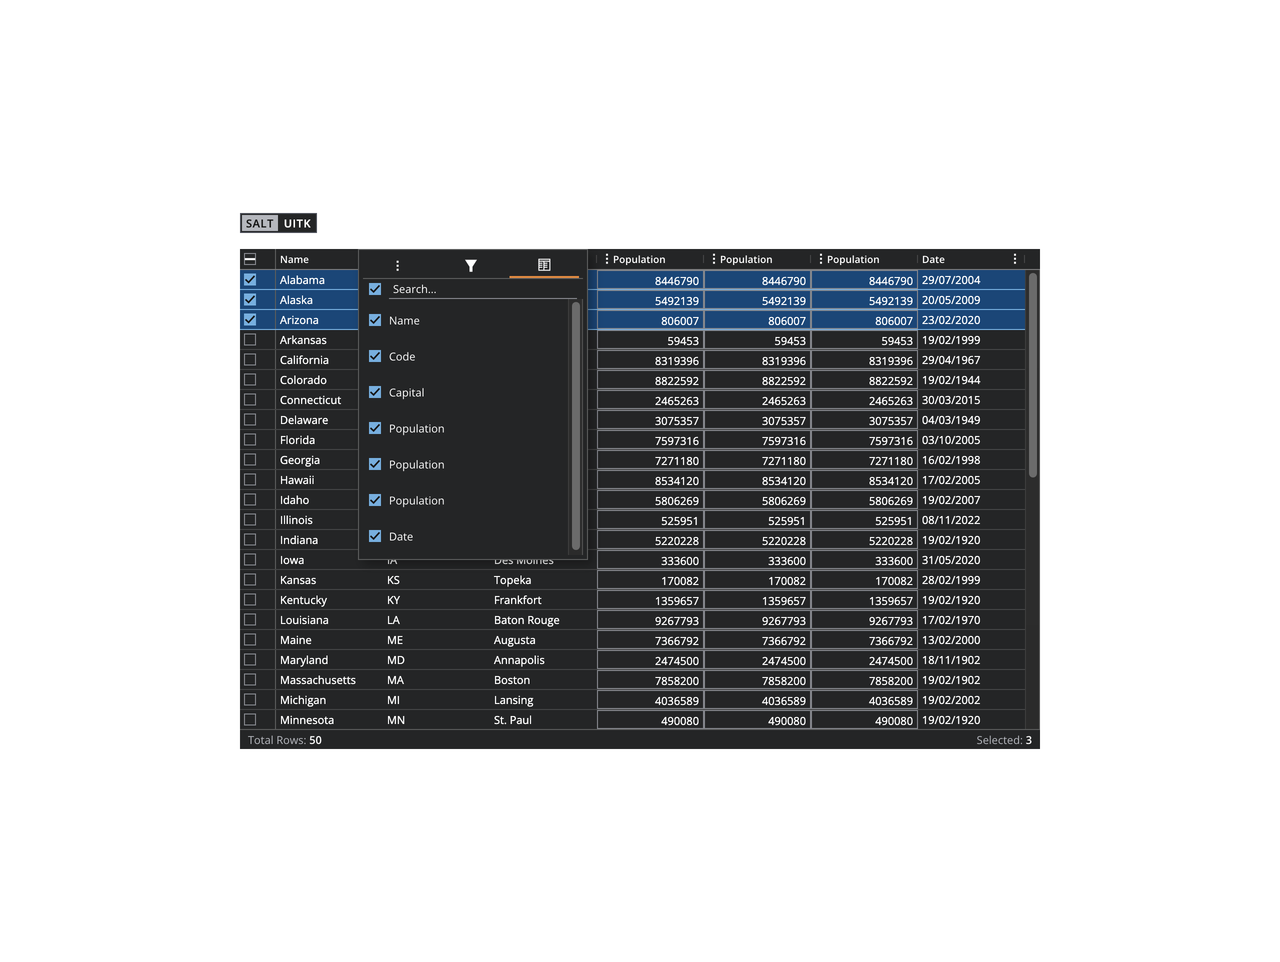 SALT UITK
Name Population Population Population Date
Search...
Name
Code
Capital
Population
Population
Population
Date
Alabama 8446790 8446790 8446790 29/07/2004
Alaska 5492139 5492139 5492139 20/05/2009
Arizona 806007 806007 806007 23/02/2020
Arkansas 59453 59453 59453 19/02/1999
California 8319396 8319396 8319396 29/04/1967
Colorado 8822592 8822592 8822592 19/02/1944
Connecticut 2465263 2465263 2465263 30/03/2015
Delaware 3075357 3075357 3075357 04/03/1949
Florida 7597316 7597316 7597316 03/10/2005
Georgia 7271180 7271180 7271180 16/02/1998
Hawaii 8534120 8534120 8534120 17/02/2005
Idaho 5806269 5806269 5806269 19/02/2007
Illinois 525951 525951 525951 08/11/2022
Indiana 5220228 5220228 5220228 19/02/1920
Iowa IA Des Moines 333600 333600 333600 31/05/2020
Kansas KS Topeka 170082 170082 170082 28/02/1999
Kentucky KY Frankfort 1359657 1359657 1359657 19/02/1920
Louisiana LA Baton Rouge 9267793 9267793 9267793 17/02/1970
Maine ME Augusta 7366792 7366792 7366792 13/02/2000
Maryland MD Annapolis 2474500 2474500 2474500 18/11/1902
Massachusetts MA Boston 7858200 7858200 7858200 19/02/1902
Michigan MI Lansing 4036589 4036589 4036589 19/02/2002
Minnesota MN St. Paul 490080 490080 490080 19/02/1920
Total Rows: 50 Selected: 3